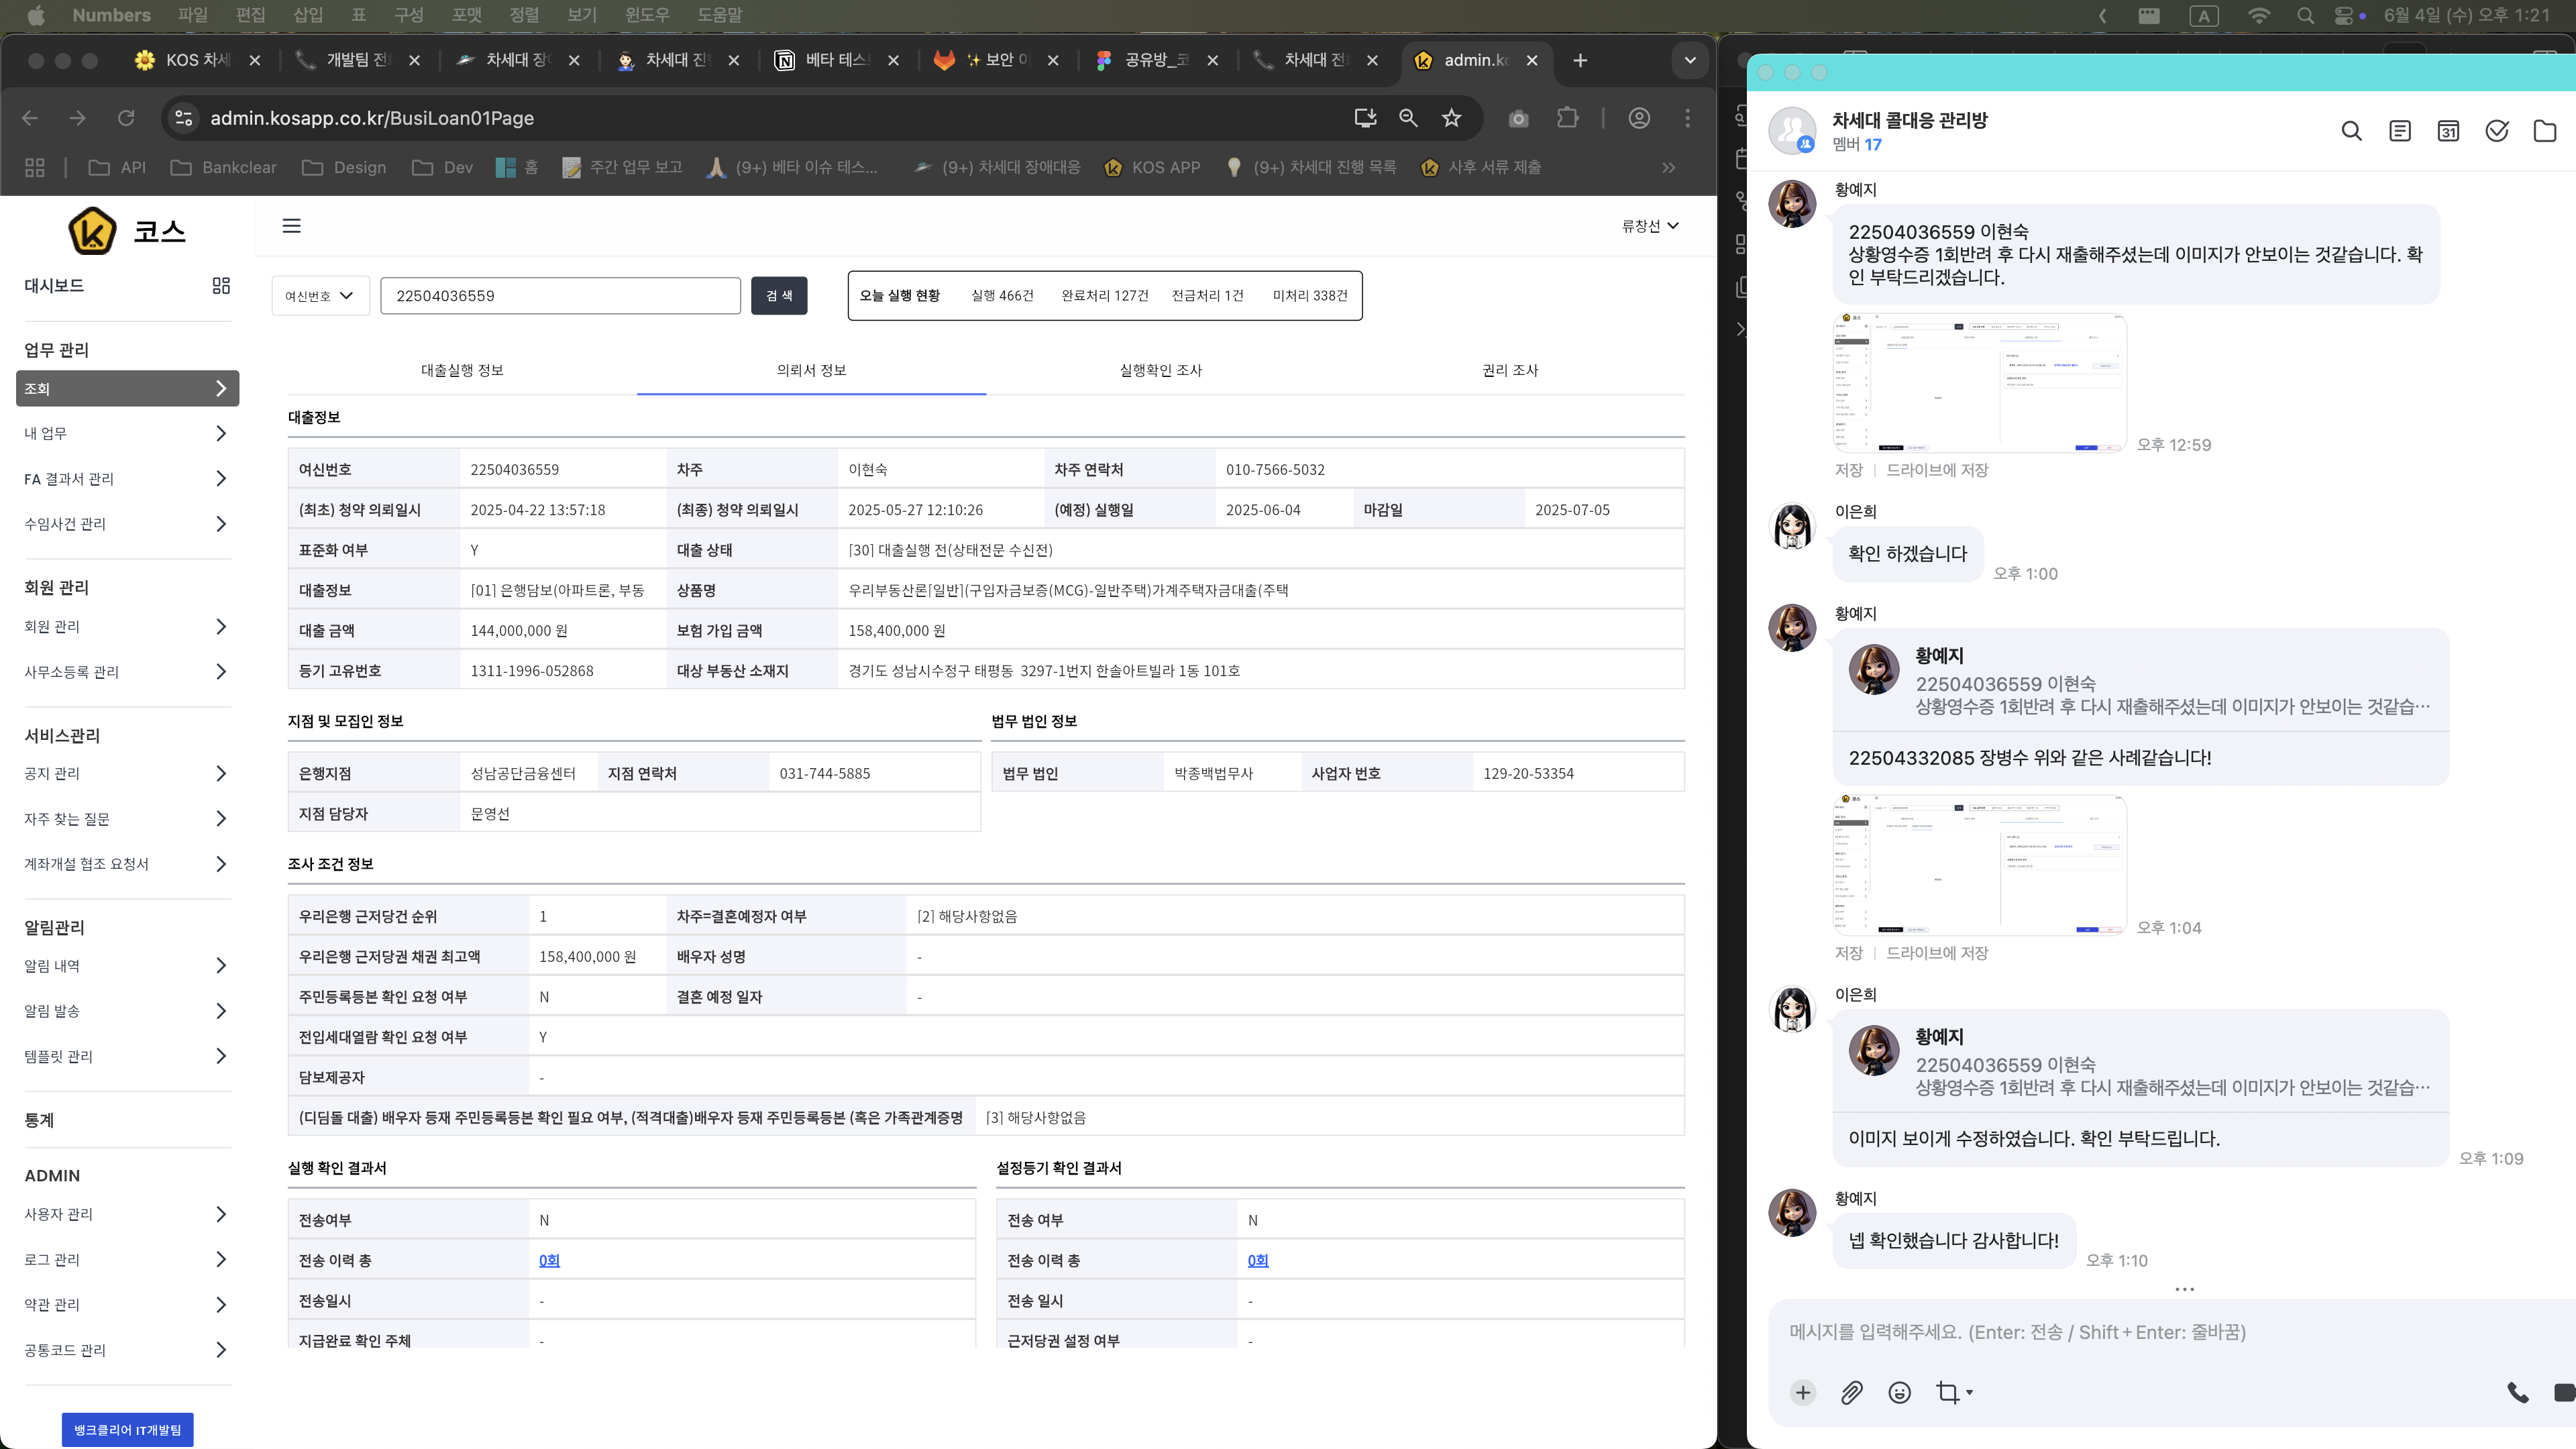 Numbers 파일 편집 삽입 표 구성 포맷 정렬 보기 윈도우 도움말
A 6월 4일 (수) 오후 1:21
KOS 차세 개발팀 전 차세대 장 차세대 진 베타 테스 보안 이 공유방_코 차세대 전 admin.ko
admin.kosapp.co.kr/BusiLoan01Page
API Bankclear Design Dev 홈 주간 업무 보고 (9+) 베타 이슈 테스... (9+) 차세대 장애대응 KOS APP (9+) 차세대 진행 목록 사후 서류 제출
코스
대시보드
업무 관리
조회
내 업무
FA 결과서 관리
수임사건 관리
회원 관리
회원 관리
사무소등록 관리
서비스관리
공지 관리
자주 찾는 질문
계좌개설 협조 요청서
알림관리
알림 내역
알림 발송
템플릿 관리
통계
ADMIN
사용자 관리
로그 관리
약관 관리
공통코드 관리
뱅크클리어 IT개발팀
류창선
여신번호 22504036559 검 색 오늘 실행 현황 실행 466건 완료처리 127건 전금처리 1건 미처리 338건
대출실행 정보 의뢰서 정보 실행확인 조사 권리 조사
대출정보
여신번호 22504036559 차주 이현숙 차주 연락처 010-7566-5032
(최초) 청약 의뢰일시 2025-04-22 13:57:18 (최종) 청약 의뢰일시 2025-05-27 12:10:26 (예정) 실행일 2025-06-04 마감일 2025-07-05
표준화 여부 Y 대출 상태 [30] 대출실행 전(상태전문 수신전)
대출정보 [01] 은행담보(아파트론, 부동 상품명 우리부동산론[일반](구입자금보증(MCG)-일반주택)가계주택자금대출(주택
대출 금액 144,000,000 원 보험 가입 금액 158,400,000 원
등기 고유번호 1311-1996-052868 대상 부동산 소재지 경기도 성남시수정구 태평동 3297-1번지 한솔아트빌라 1동 101호
지점 및 모집인 정보
은행지점 성남공단금융센터 지점 연락처 031-744-5885
지점 담당자 문영선
법무 법인 정보
법무 법인 박종백법무사 사업자 번호 129-20-53354
조사 조건 정보
우리은행 근저당건 순위 1 차주=결혼예정자 여부 [2] 해당사항없음
우리은행 근저당권 채권 최고액 158,400,000 원 배우자 성명 -
주민등록등본 확인 요청 여부 N 결혼 예정 일자 -
전입세대열람 확인 요청 여부 Y
담보제공자 -
(디딤돌 대출) 배우자 등재 주민등록등본 확인 필요 여부, (적격대출)배우자 등재 주민등록등본 (혹은 가족관계증명 [3] 해당사항없음
실행 확인 결과서
전송여부 N
전송 이력 총 0회
전송일시 -
지급완료 확인 주체 -
설정등기 확인 결과서
전송 여부 N
전송 이력 총 0회
전송 일시 -
근저당권 설정 여부 -
차세대 콜대응 관리방
멤버 17
31
황예지
22504036559 이현숙
상황영수증 1회반려 후 다시 재출해주셨는데 이미지가 안보이는 것같습니다. 확
인 부탁드리겠습니다.
오후 12:59
저장 | 드라이브에 저장
이은희
확인 하겠습니다
오후 1:00
황예지
황예지
22504036559 이현숙
상황영수증 1회반려 후 다시 재출해주셨는데 이미지가 안보이는 것같습···
22504332085 장병수 위와 같은 사례같습니다!
오후 1:04
저장 | 드라이브에 저장
이은희
황예지
22504036559 이현숙
상황영수증 1회반려 후 다시 재출해주셨는데 이미지가 안보이는 것같습···
이미지 보이게 수정하였습니다. 확인 부탁드립니다.
오후 1:09
황예지
넵 확인했습니다 감사합니다!
오후 1:10
메시지를 입력해주세요. (Enter: 전송 / Shift + Enter: 줄바꿈)